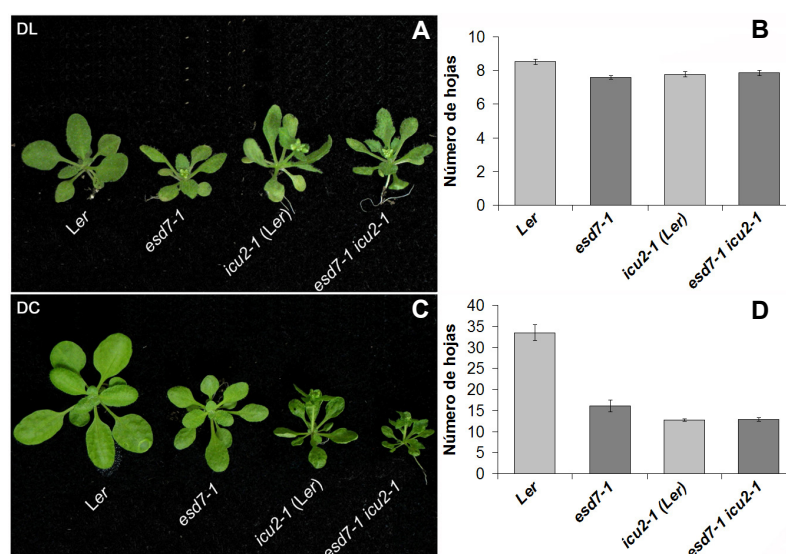 DL
A
Ler
esd7-1
icu2-1 (Ler)
esd7-1 icu2-1
B
Número de hojas
10
8
6
4
2
0
Ler
esd7-1
icu2-1 (Ler)
esd7-1 icu2-1
DC
C
Ler
esd7-1
icu2-1 (Ler)
esd7-1 icu2-1
D
Número de hojas
40
35
30
25
20
15
10
5
0
Ler
esd7-1
icu2-1 (Ler)
esd7-1 icu2-1